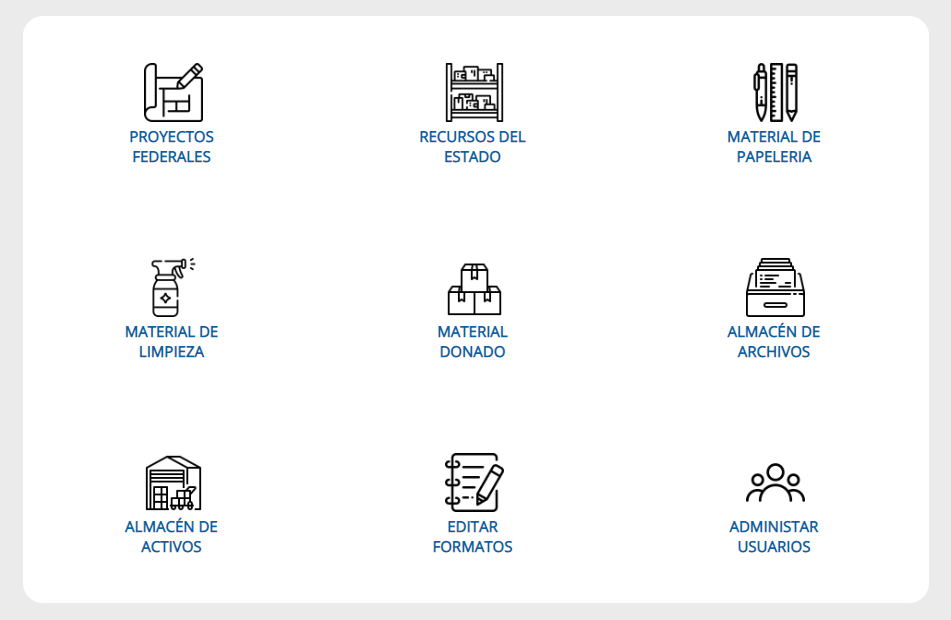 PROYECTOS
FEDERALES
RECURSOS DEL
ESTADO
MATERIAL DE
PAPELERIA
MATERIAL DE
LIMPIEZA
MATERIAL
DONADO
ALMACÉN DE
ARCHIVOS
ALMACÉN DE
ACTIVOS
EDITAR
FORMATOS
ADMINISTAR
USUARIOS